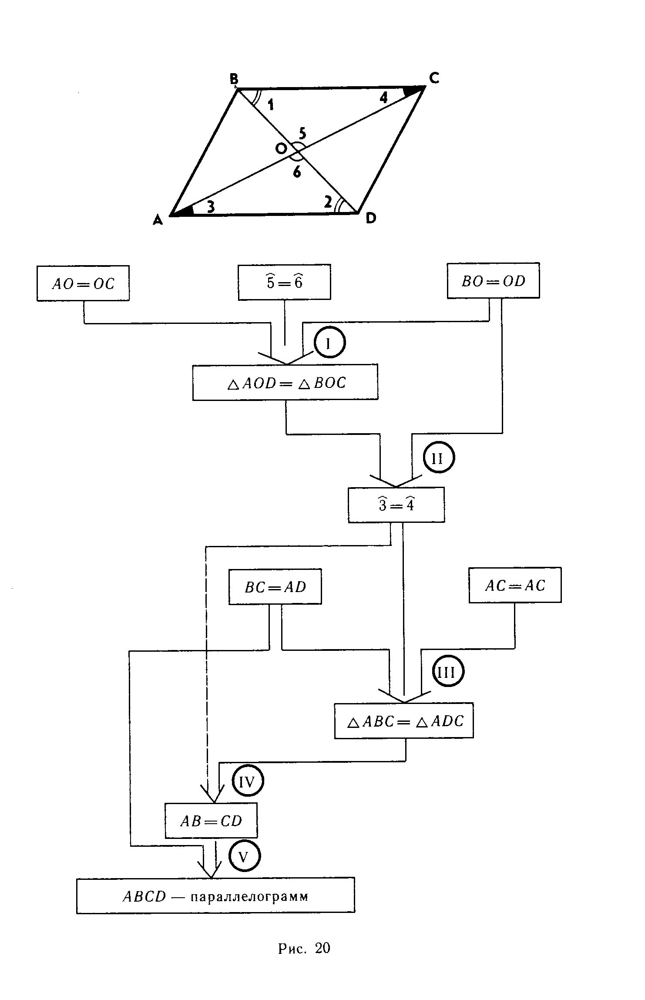 B
C
1
4
5
O
6
3
2
A
D
AO = OC
5̂ = 6̂
BO = OD
I
△ AOD = △ BOC
II
3̂ = 4̂
BC = AD
AC = AC
III
△ ABC = △ ADC
IV
AB = CD
V
ABCD — параллелограмм
Рис. 20